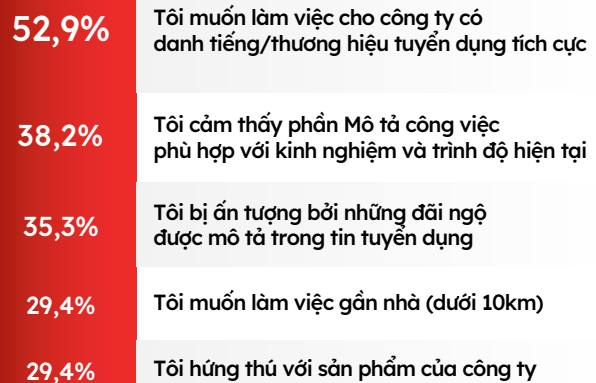 52,9%
Tôi muốn làm việc cho công ty có
danh tiếng/thương hiệu tuyển dụng tích cực
38,2%
Tôi cảm thấy phần Mô tả công việc
phù hợp với kinh nghiệm và trình độ hiện tại
35,3%
Tôi bị ấn tượng bởi những đãi ngộ
được mô tả trong tin tuyển dụng
29,4%
Tôi muốn làm việc gần nhà (dưới 10km)
29,4%
Tôi hứng thú với sản phẩm của công ty